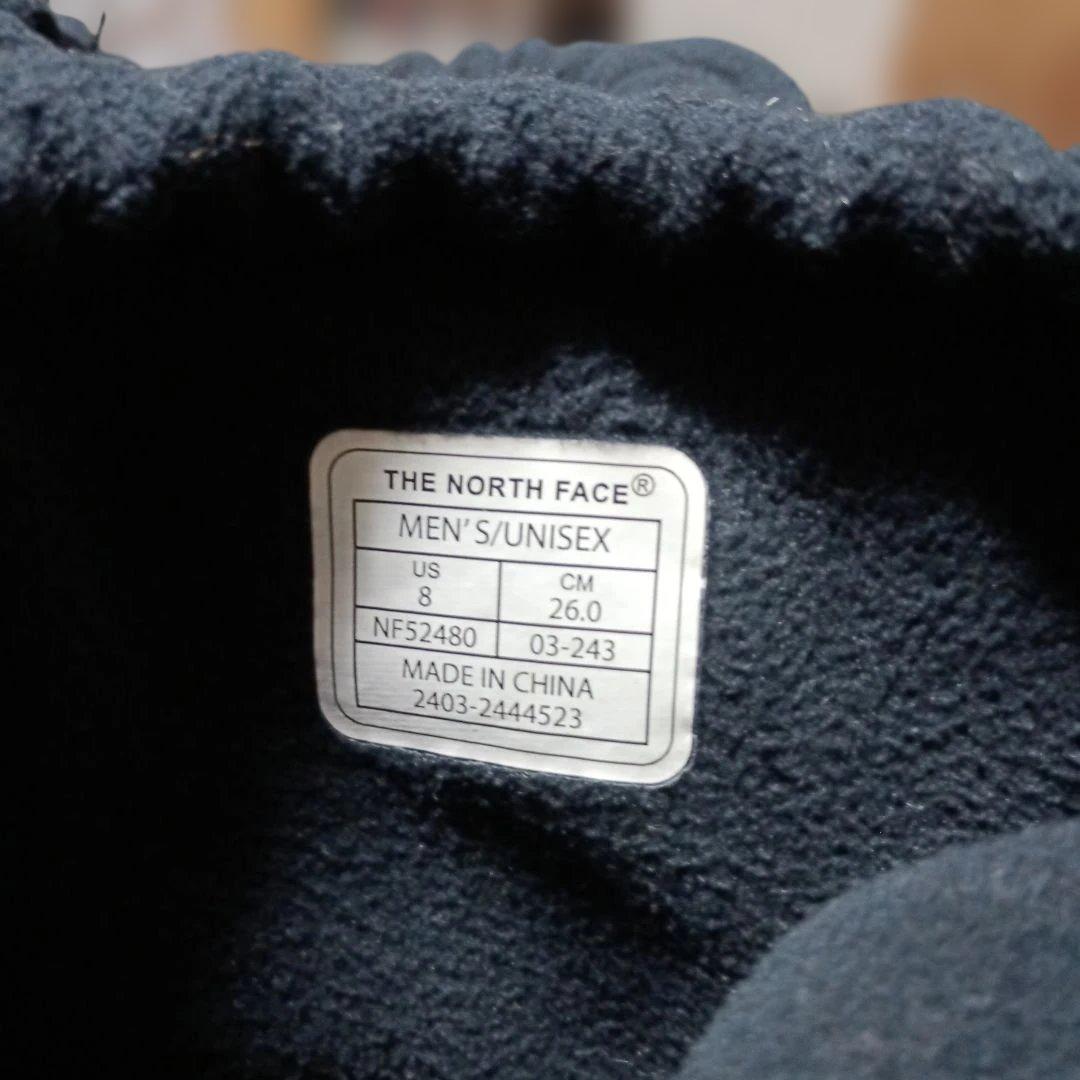 THE NORTH FACE®
MEN'S/UNISEX
US CM
8 26.0
NF52480 03-243
MADE IN CHINA
2403-2444523